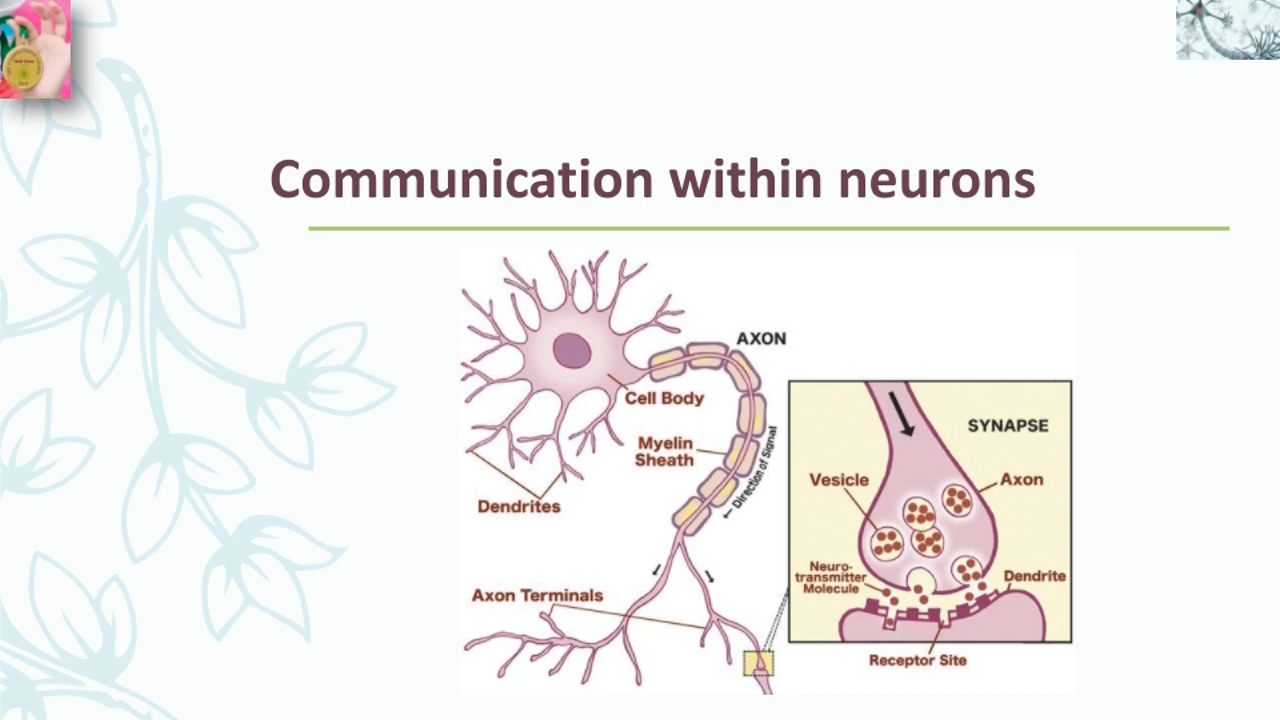 Communication within neurons
AXON
Cell Body
Myelin
Sheath
← Direction of Signal
Dendrites
Axon Terminals
SYNAPSE
Vesicle
Axon
Neuro-
transmitter
Molecule
Dendrite
Receptor Site